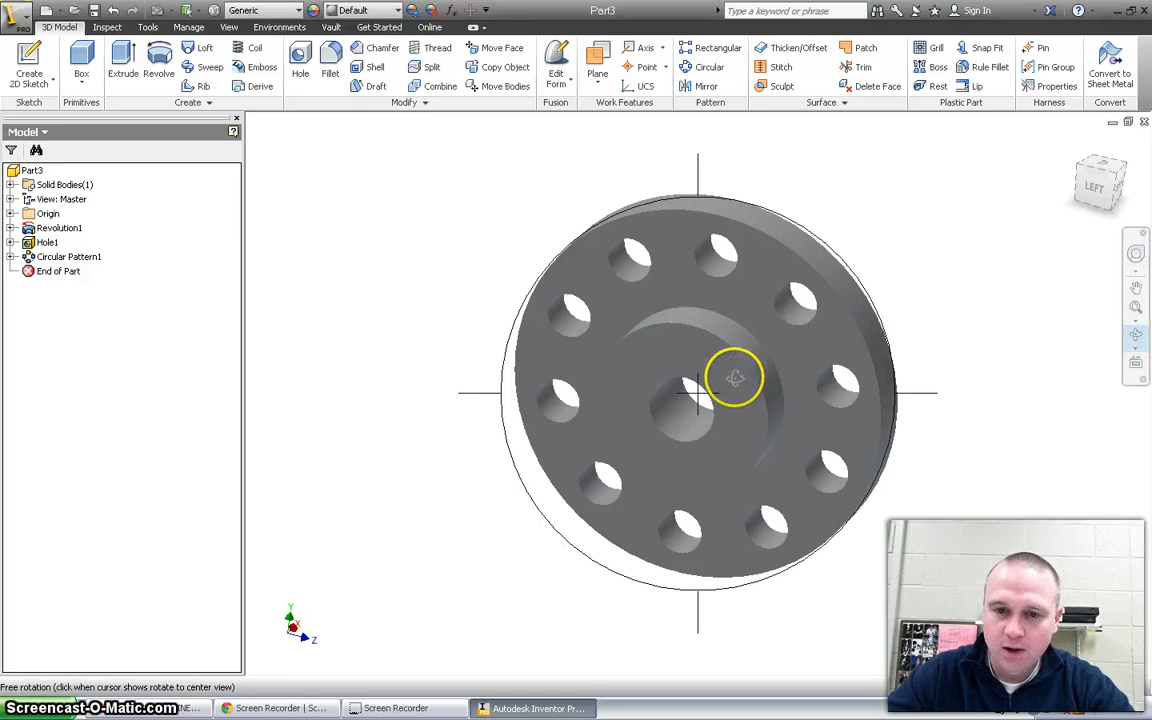 Generic
Default
Part3
Type a keyword or phrase
Sign In
PRO
3D Model
Inspect
Tools
Manage
View
Environments
Vault
Get Started
Online
Create
2D Sketch
Sketch
Box
Primitives
Extrude
Revolve
Loft
Sweep
Rib
Coil
Emboss
Derive
Create
Hole
Fillet
Chamfer
Shell
Draft
Thread
Split
Combine
Move Face
Copy Object
Move Bodies
Modify
Edit
Form
Fusion
Plane
Axis
Point
UCS
Work Features
Rectangular
Circular
Mirror
Pattern
Thicken/Offset
Stitch
Sculpt
Patch
Trim
Delete Face
Surface
Grill
Boss
Rest
Snap Fit
Rule Fillet
Lip
Plastic Part
Pin
Pin Group
Properties
Harness
Convert to
Sheet Metal
Convert
Model
Part3
Solid Bodies(1)
View: Master
Origin
Revolution1
Hole1
Circular Pattern1
End of Part
LEFT
Y
X
Z
Free rotation (click when cursor shows rotate to center view)
Screencast-O-Matic.com
NE...
Screen Recorder | Sc...
Screen Recorder
Autodesk Inventor Pr...